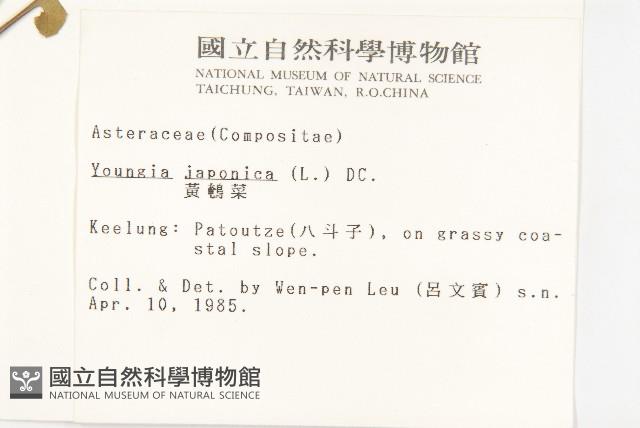 國立自然科學博物館
NATIONAL MUSEUM OF NATURAL SCIENCE
TAICHUNG, TAIWAN, R.O.CHINA
Asteraceae(Compositae)
Youngia japonica (L.) DC.
黃鵪菜
Keelung: Patoutze(八斗子), on grassy coa-
stal slope.
Coll. & Det. by Wen-pen Leu (呂文賓) s.n.
Apr. 10, 1985.
國立自然科學博物館
NATIONAL MUSEUM OF NATURAL SCIENCE